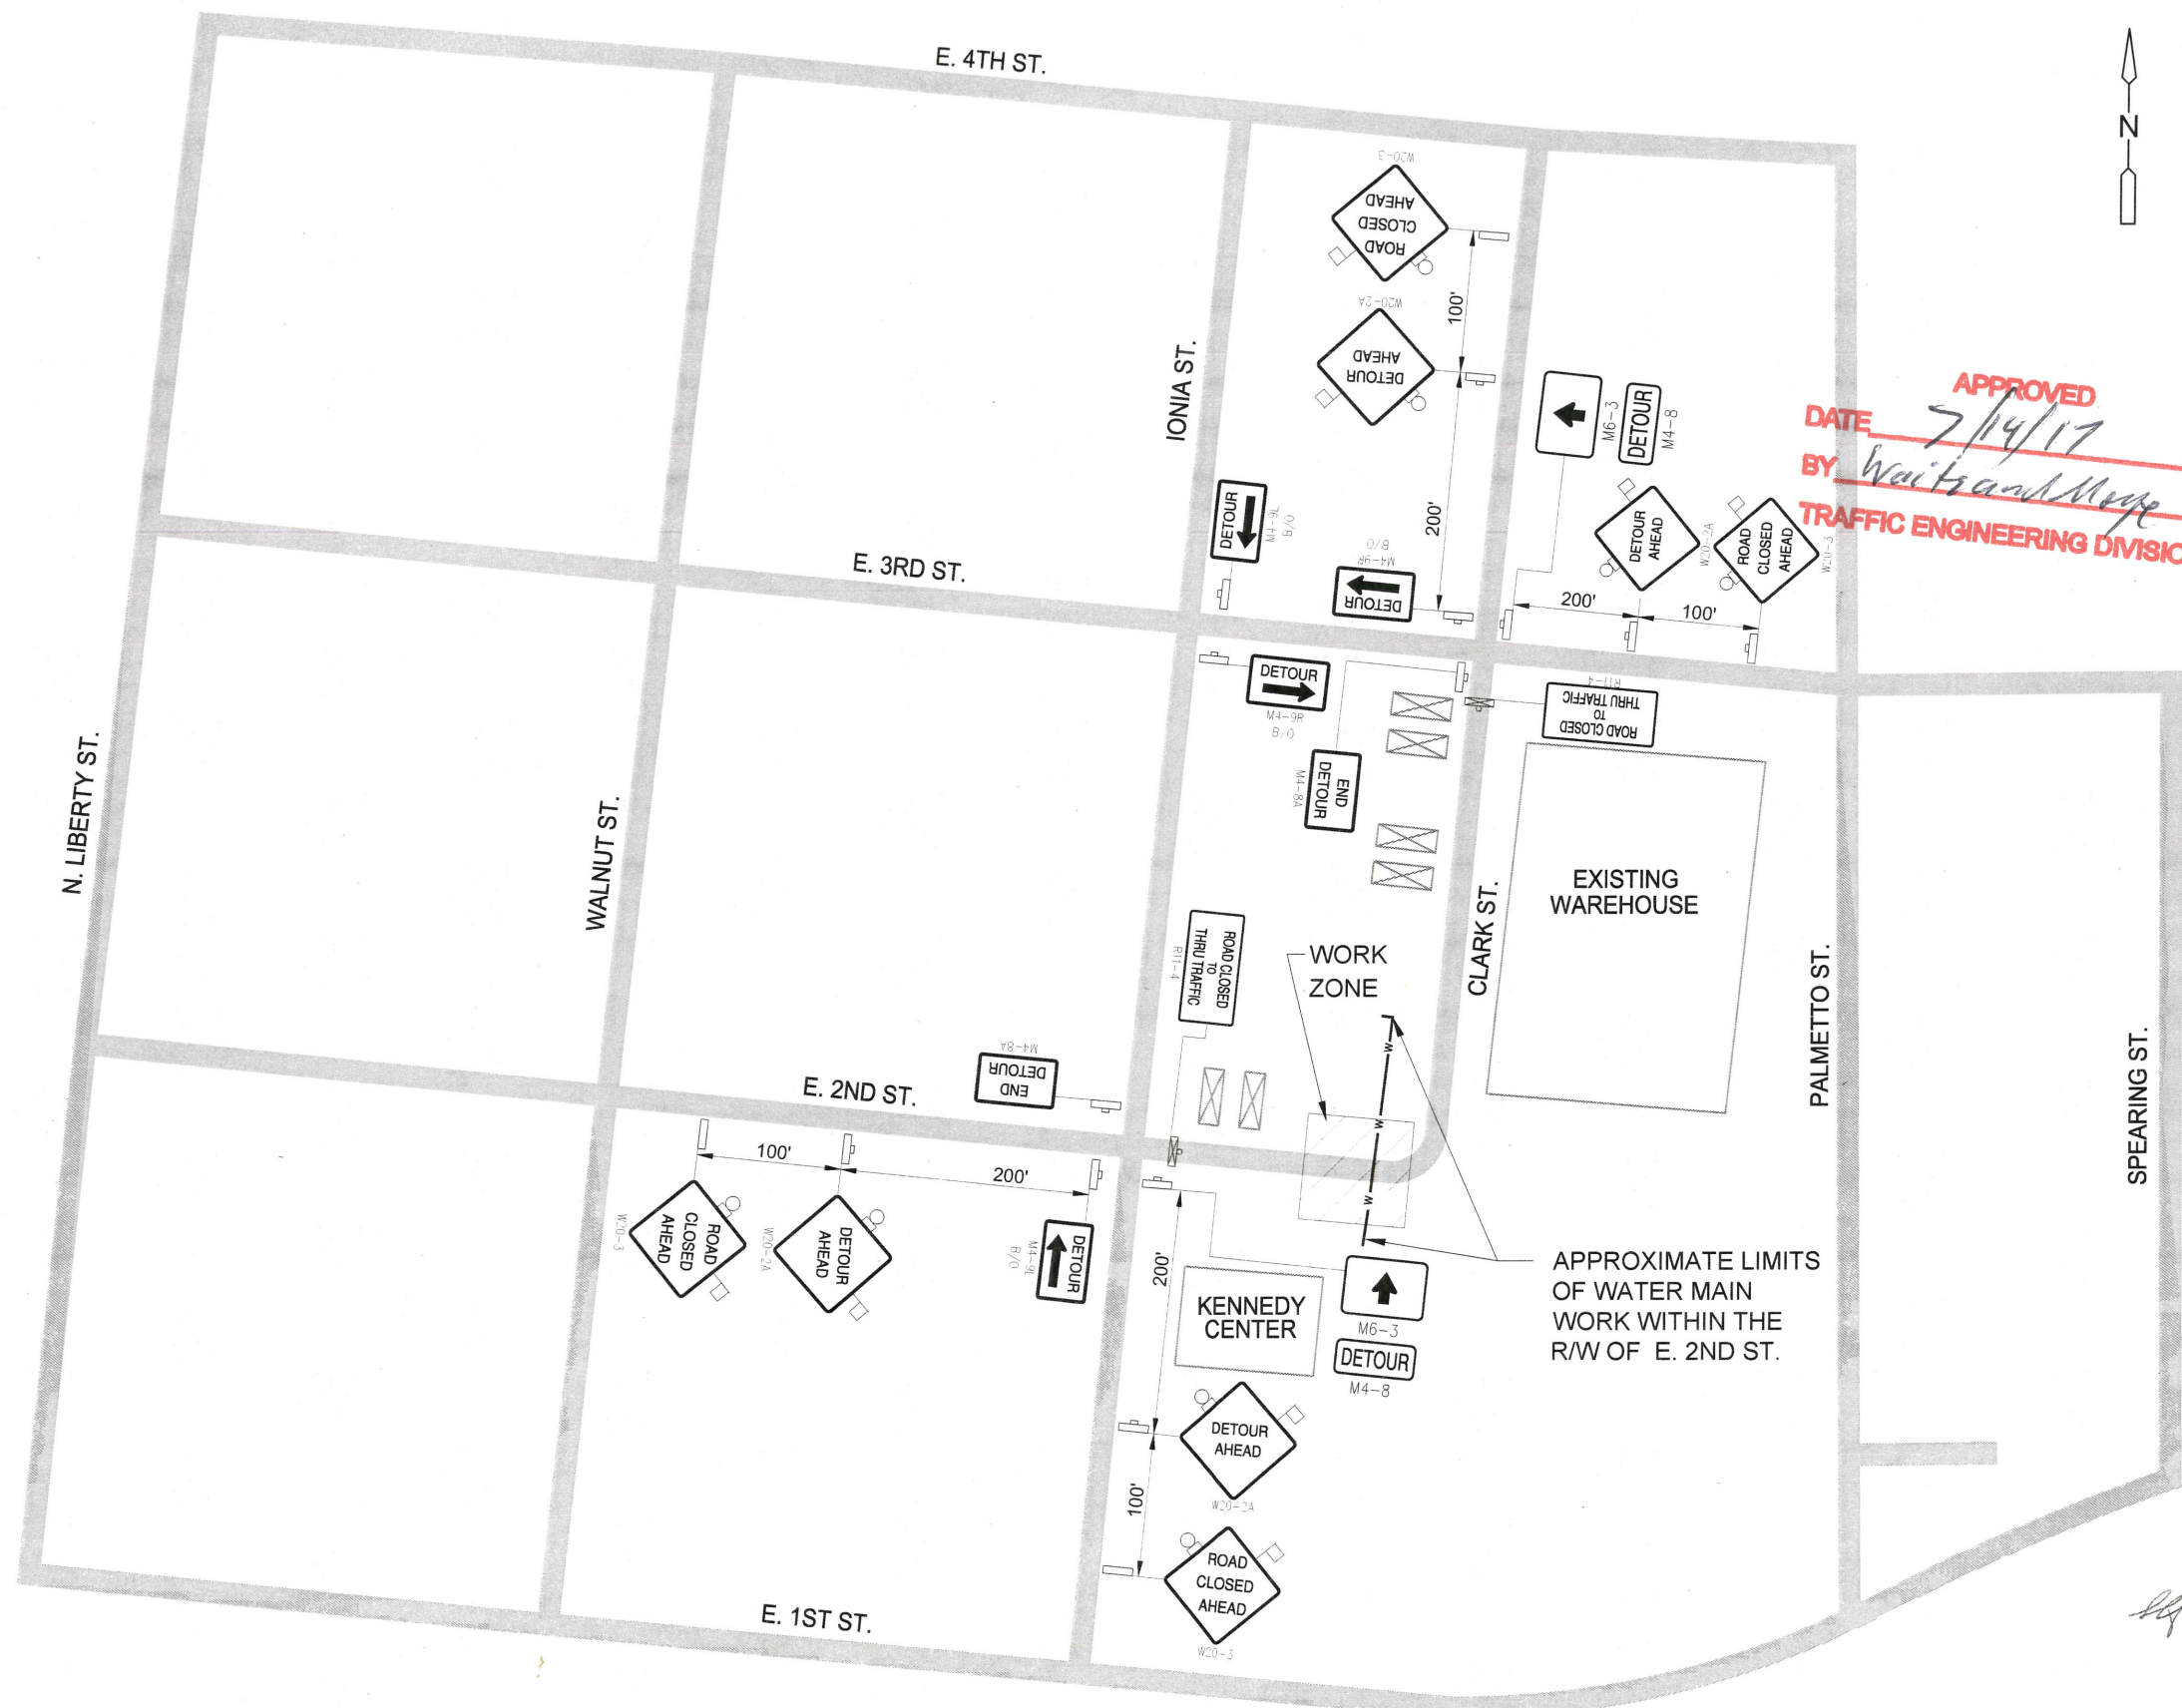 E. 4TH ST.
N
W20-3
ROAD
CLOSED
AHEAD
W20-2A
DETOUR
AHEAD
100'
200'
IONIA ST.
M6-3
DETOUR
M4-8
DETOUR
AHEAD
W20-2A
ROAD
CLOSED
AHEAD
W20-3
200'
100'
APPROVED
DATE 7/14/17
BY
TRAFFIC ENGINEERING DIVISIO
DETOUR
M4-9L
B/O
M4-9R
B/O
DETOUR
E. 3RD ST.
DETOUR
M4-9R
B/O
R11-4
ROAD CLOSED
TO
THRU TRAFFIC
END
DETOUR
M4-8A
N. LIBERTY ST.
WALNUT ST.
EXISTING
WAREHOUSE
CLARK ST.
PALMETTO ST.
SPEARING ST.
ROAD CLOSED
TO
THRU TRAFFIC
R11-4
WORK
ZONE
W
W
W
E. 2ND ST.
M4-8A
END
DETOUR
100'
200'
ROAD
CLOSED
AHEAD
W20-3
DETOUR
AHEAD
W20-2A
DETOUR
M4-9L
B/O
200'
100'
KENNEDY
CENTER
M6-3
DETOUR
M4-8
APPROXIMATE LIMITS
OF WATER MAIN
WORK WITHIN THE
R/W OF E. 2ND ST.
DETOUR
AHEAD
W20-2A
ROAD
CLOSED
AHEAD
W20-3
E. 1ST ST.